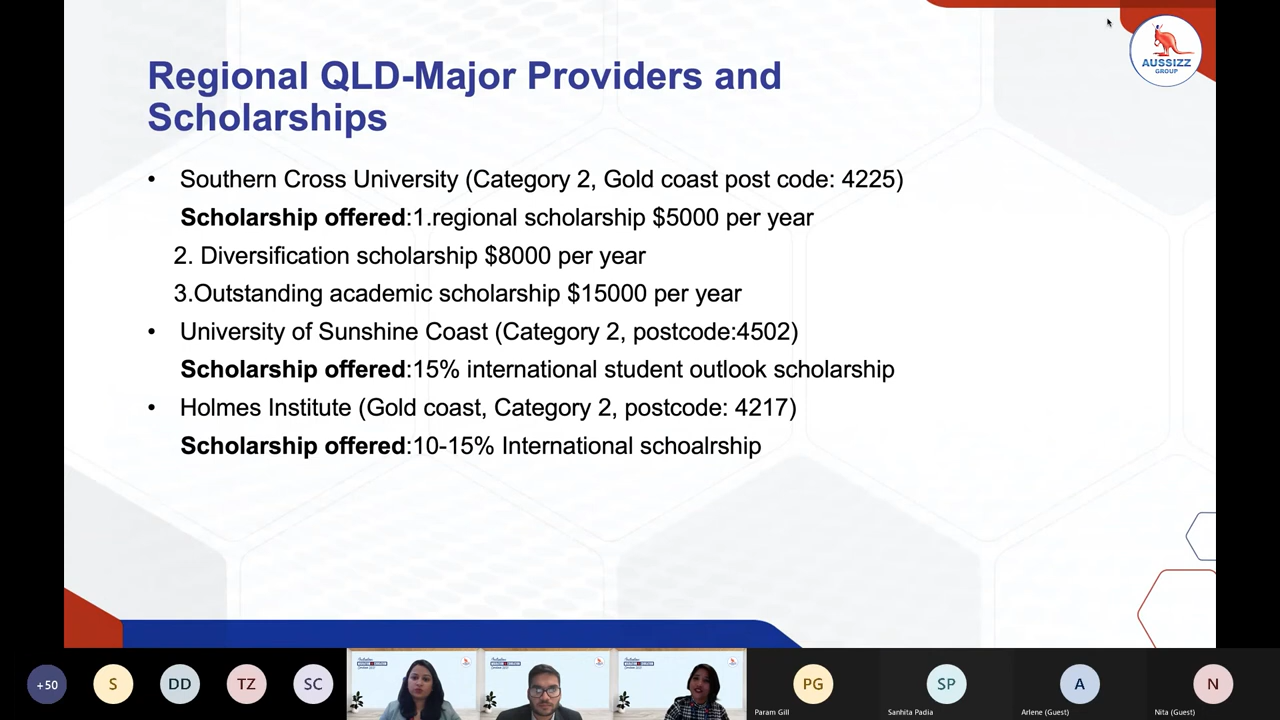 AUSSIZZ
GROUP
Regional QLD-Major Providers and
Scholarships
• Southern Cross University (Category 2, Gold coast post code: 4225)
Scholarship offered:1.regional scholarship $5000 per year
2. Diversification scholarship $8000 per year
3.Outstanding academic scholarship $15000 per year
• University of Sunshine Coast (Category 2, postcode:4502)
Scholarship offered:15% international student outlook scholarship
• Holmes Institute (Gold coast, Category 2, postcode: 4217)
Scholarship offered:10-15% International schoalrship
+50
S
DD
TZ
SC
PG
SP
A
N
Param Gill
Sanhita Padia
Arlene (Guest)
Nita (Guest)